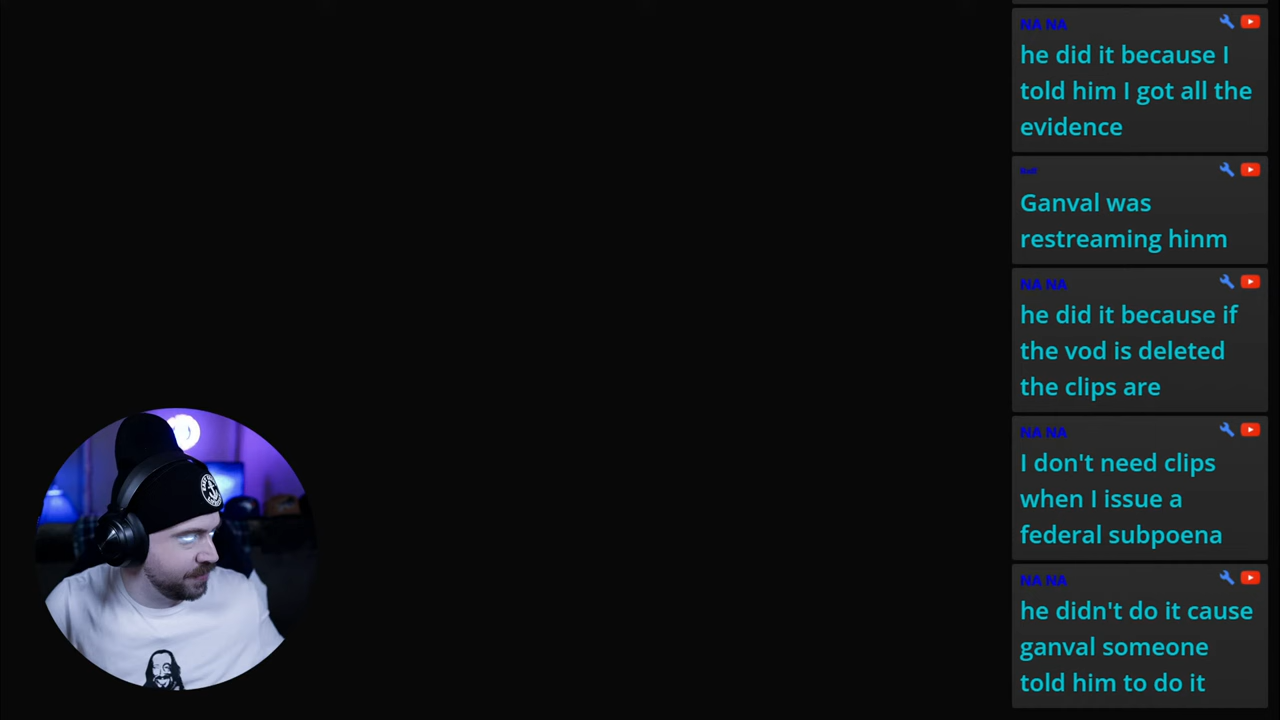 NA NA
he did it because I
told him I got all the
evidence
Ganval was
restreaming hinm
NA NA
he did it because if
the vod is deleted
the clips are
NA NA
I don't need clips
when I issue a
federal subpoena
NA NA
he didn't do it cause
ganval someone
told him to do it